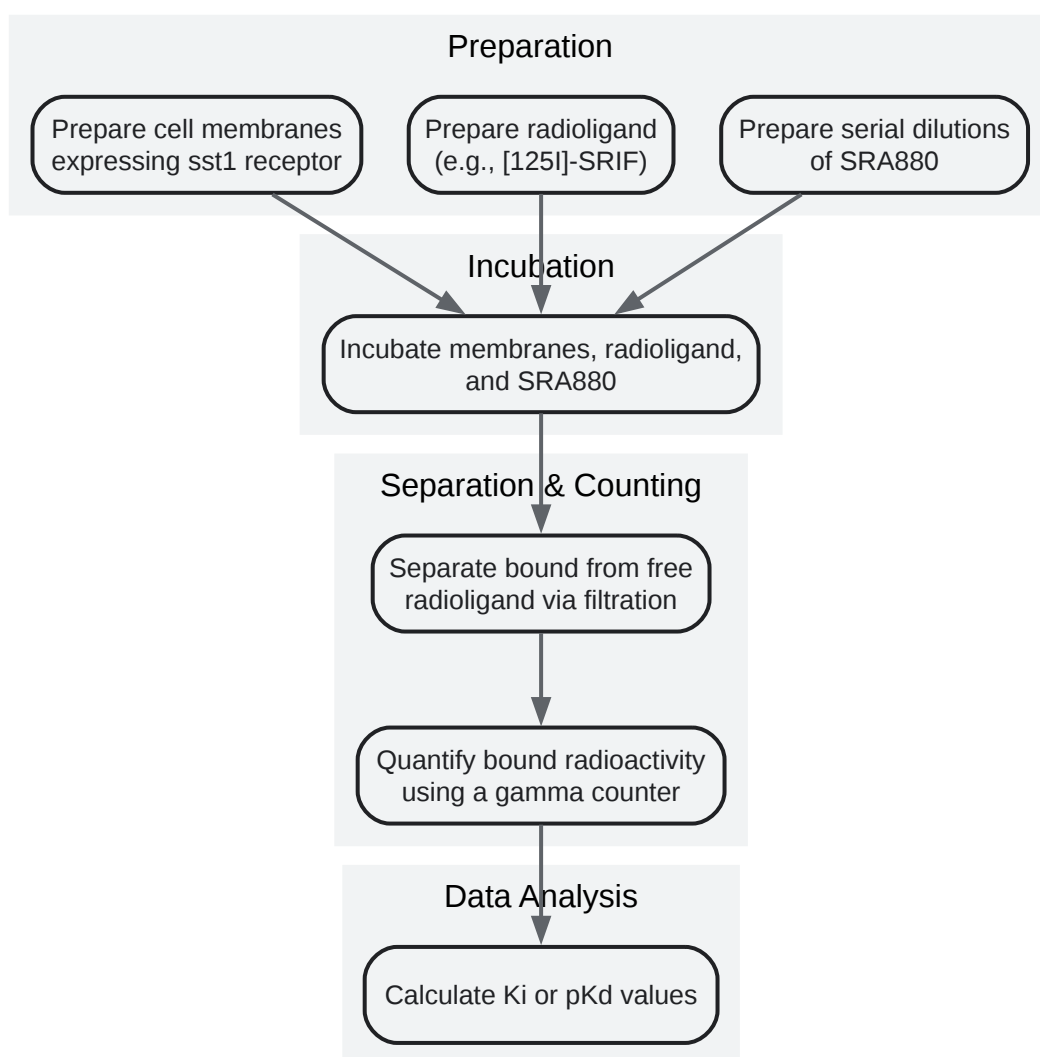 Preparation
Prepare cell membranes
expressing sst1 receptor
Prepare radioligand
(e.g., [125I]-SRIF)
Prepare serial dilutions
of SRA880
Incubation
Incubate membranes, radioligand,
and SRA880
Separation & Counting
Separate bound from free
radioligand via filtration
Quantify bound radioactivity
using a gamma counter
Data Analysis
Calculate Ki or pKd values